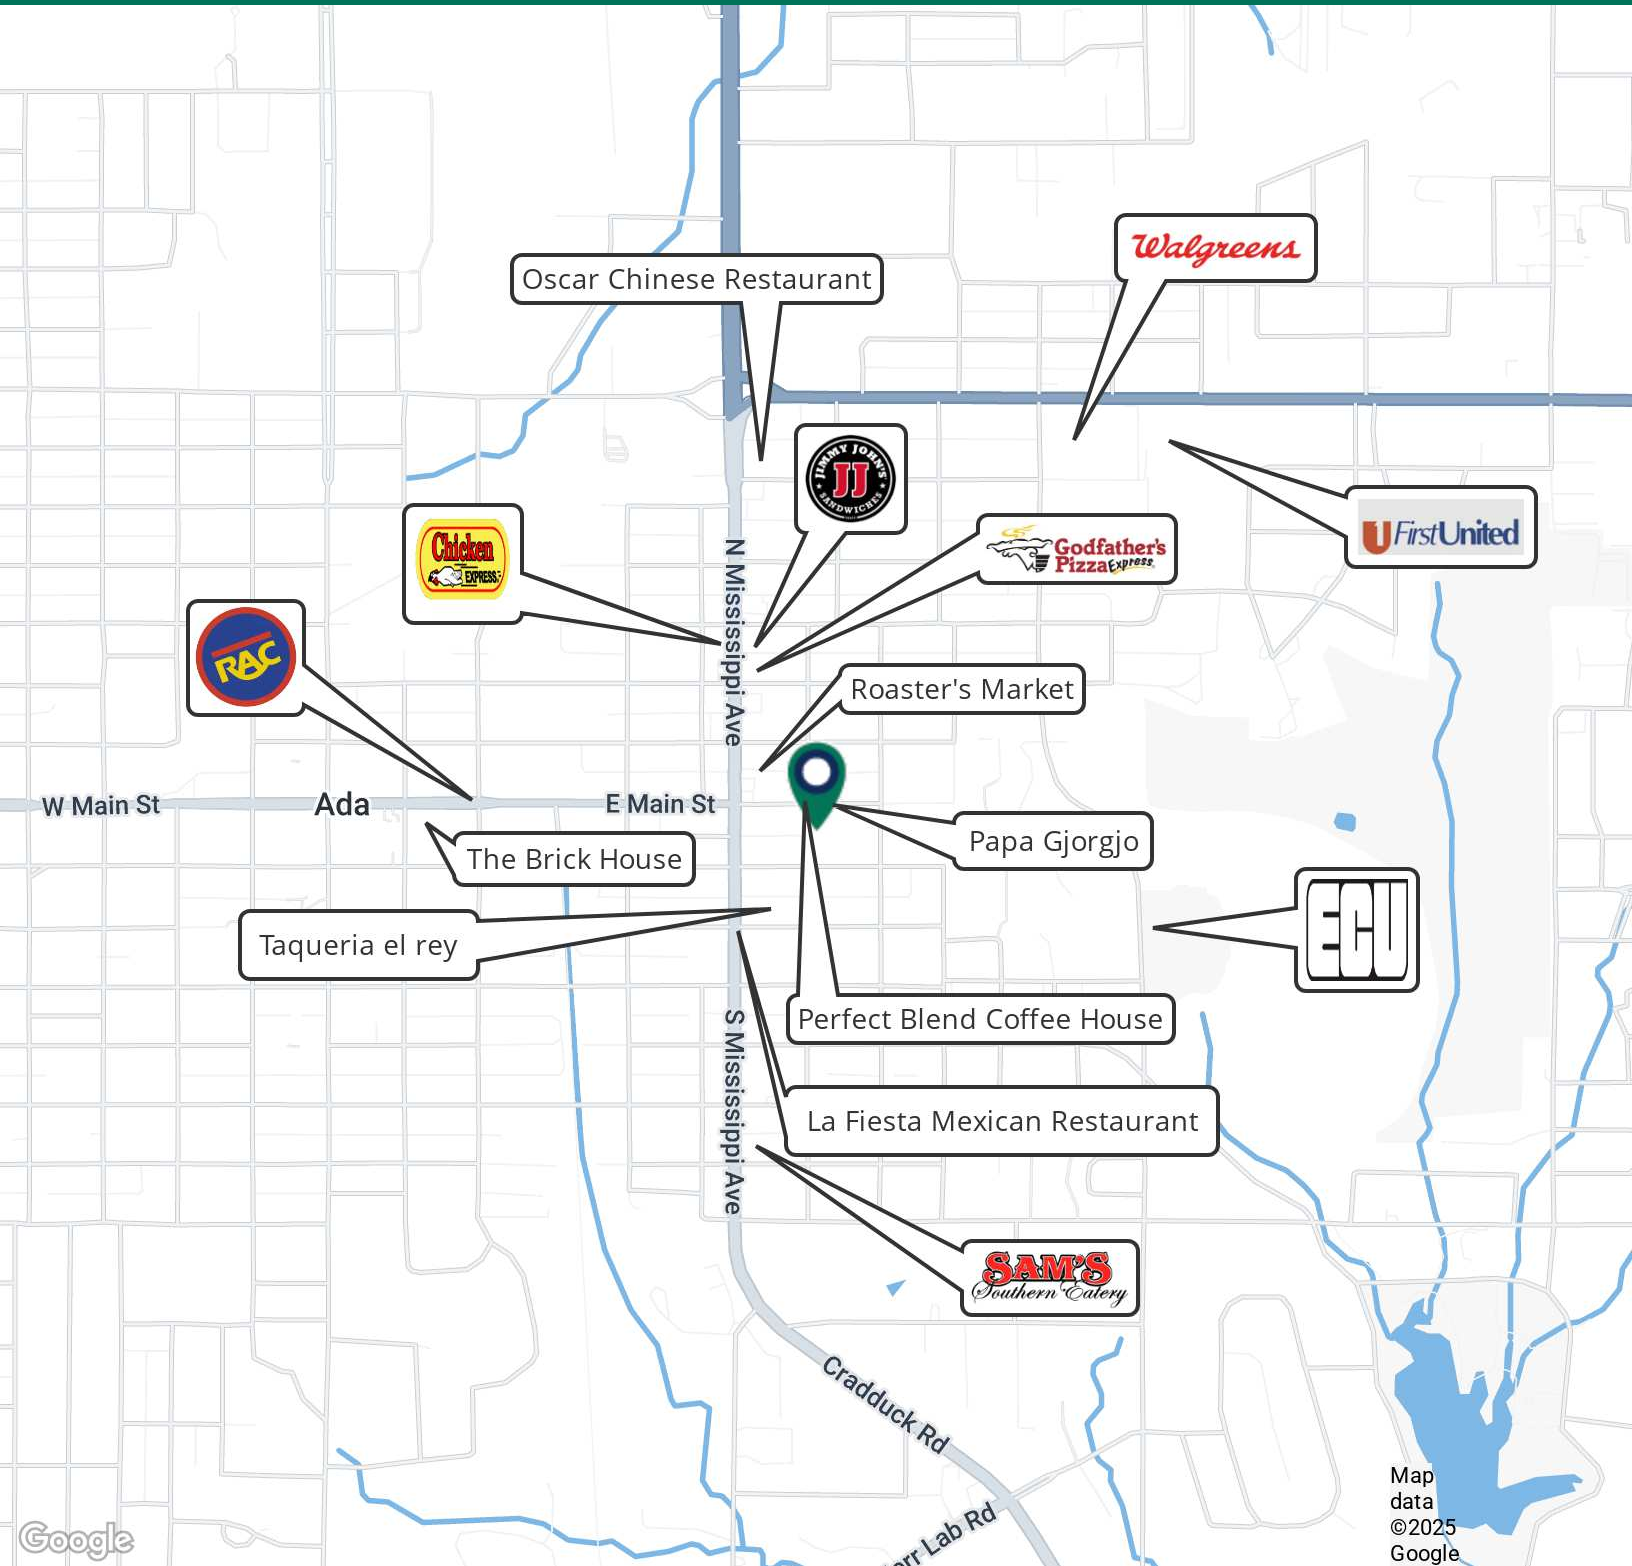 Walgreens
Oscar Chinese Restaurant
JIMMY JOHN'S
JJ
SANDWICHES
Chicken
EXPRESS
Godfather's
Pizza Express
1 FirstUnited
N Mississippi Ave
RAC
Roaster's Market
W Main St
Ada
E Main St
Papa Gjorgjo
The Brick House
ECU
Taqueria el rey
Perfect Blend Coffee House
S Mississippi Ave
La Fiesta Mexican Restaurant
SAM'S
Southern Eatery
Cradduck Rd
Lab Rd
Map
data
©2025
Google
Google